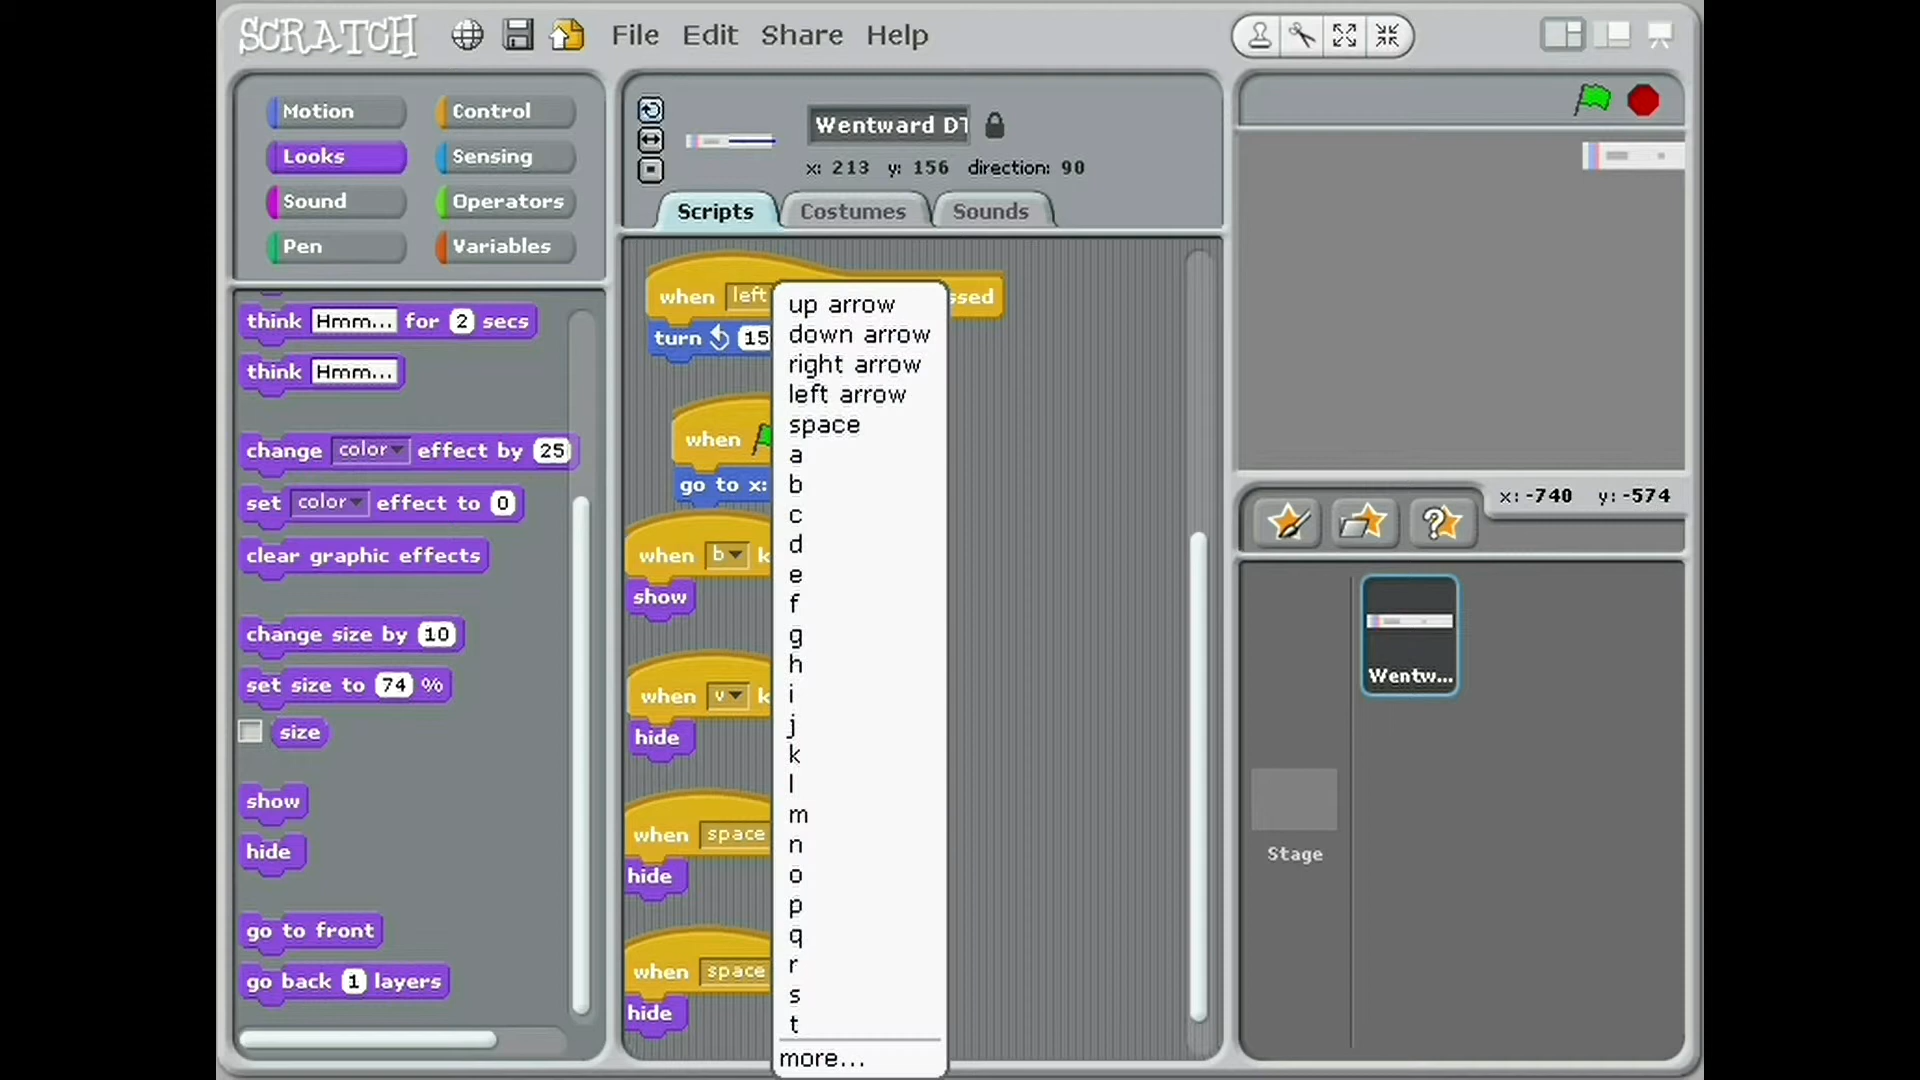 SCRATCH
File Edit Share Help
Motion Control
Looks Sensing
Sound Operators
Pen Variables
think Hmm... for 2 secs
think Hmm...
change color effect by 25
set color effect to 0
clear graphic effects
change size by 10
set size to 74 %
size
show
hide
go to front
go back 1 layers
Wentward
x: 213 y: 156 direction: 90
Scripts Costumes Sounds
when left
turn 15
when
go to x:
when b k
show
when v k
hide
when space
hide
when space
hide
up arrow
down arrow
right arrow
left arrow
space
a
b
c
d
e
f
g
h
i
j
k
l
m
n
o
p
q
r
s
t
more...
x: -740 y: -574
Wentw...
Stage